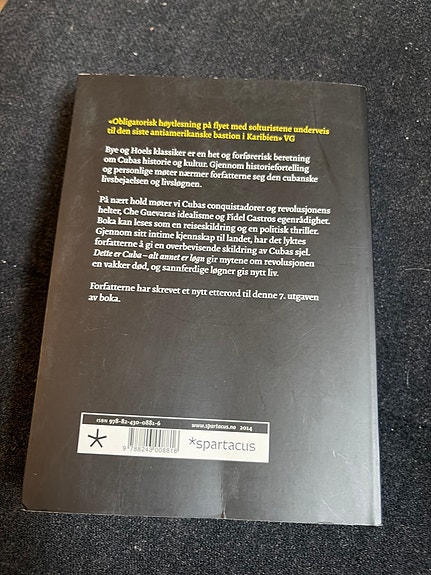 «Obligatorisk høytlesning på flyet med solturistene underveis
til den siste antiamerikanske bastion i Karibien» VG
Bye og Hoels klassiker er en het og forførerisk beretning
om Cubas historie og kultur. Gjennom historiefortelling
og personlige møter nærmer forfatterne seg den cubanske
livsbejaelsen og livsløgnen.
På nært hold møter vi Cubas conquistadorer og revolusjonens
helter, Che Guevaras idealisme og Fidel Castros egenrådighet.
Boka kan leses som en reiseskildring og en politisk thriller.
Gjennom sitt intime kjennskap til landet, har det lyktes
forfatterne å gi en overbevisende skildring av Cubas sjel.
Dette er Cuba – alt annet er løgn gir mytene om revolusjonen
en vakker død, og sannferdige løgner gis nytt liv.
Forfatterne har skrevet et nytt etterord til denne 7. utgaven
av boka.
ISBN 978-82-430-0881-6 www.spartacus.no 2014
*spartacus
9 788243 008816